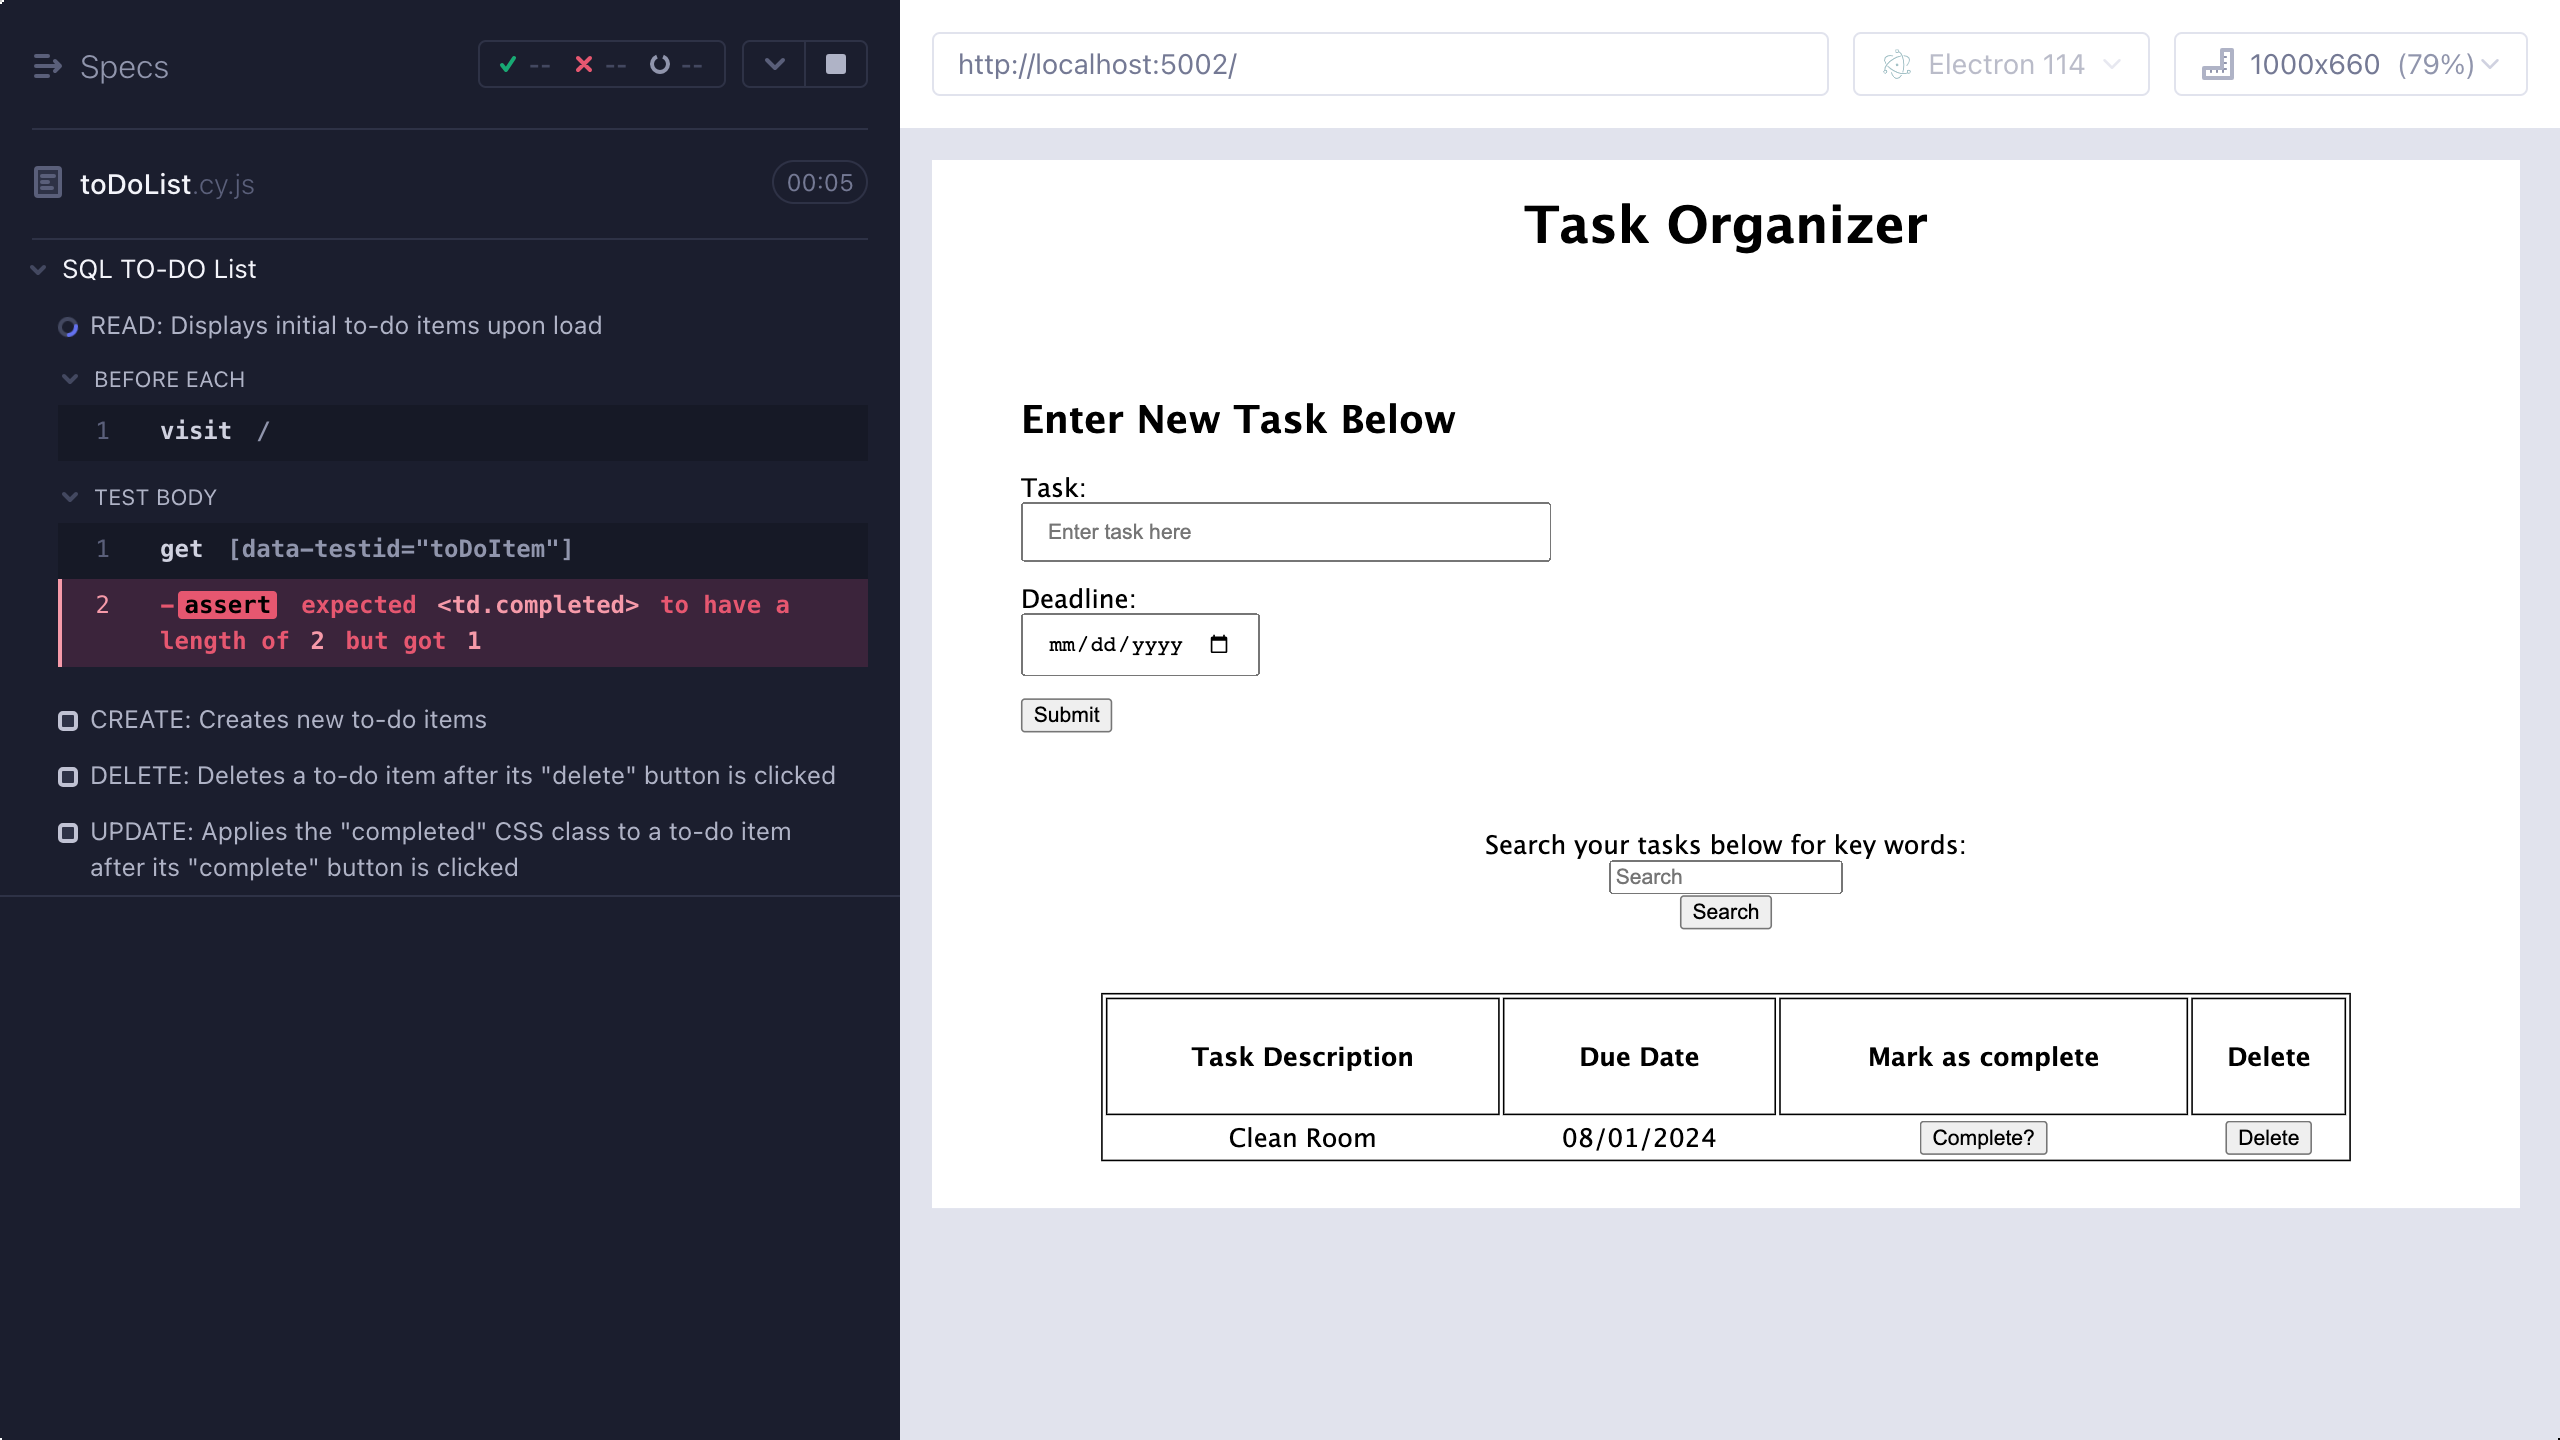 Specs
-- -- --
toDoList.cy.js
00:05
SQL TO-DO List
READ: Displays initial to-do items upon load
BEFORE EACH
1 visit /
TEST BODY
1 get [data-testid="toDoItem"]
2 -assert expected <td.completed> to have a
length of 2 but got 1
CREATE: Creates new to-do items
DELETE: Deletes a to-do item after its "delete" button is clicked
UPDATE: Applies the "completed" CSS class to a to-do item
after its "complete" button is clicked
http://localhost:5002/
Electron 114
1000x660 (79%)
Task Organizer
Enter New Task Below
Task:
Enter task here
Deadline:
mm/dd/yyyy
Submit
Search your tasks below for key words:
Search
Search
Task Description Due Date Mark as complete Delete
Clean Room 08/01/2024 Complete? Delete